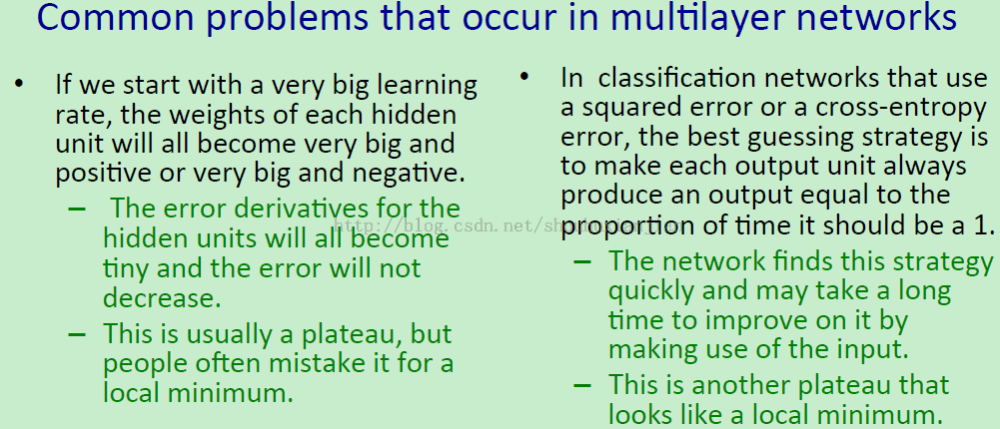 Common problems that occur in multilayer networks
• If we start with a very big learning
rate, the weights of each hidden
unit will all become very big and
positive or very big and negative.
– The error derivatives for the
hidden units will all become
tiny and the error will not
decrease.
– This is usually a plateau, but
people often mistake it for a
local minimum.
• In classification networks that use
a squared error or a cross-entropy
error, the best guessing strategy is
to make each output unit always
produce an output equal to the
proportion of time it should be a 1.
– The network finds this strategy
quickly and may take a long
time to improve on it by
making use of the input.
– This is another plateau that
looks like a local minimum.